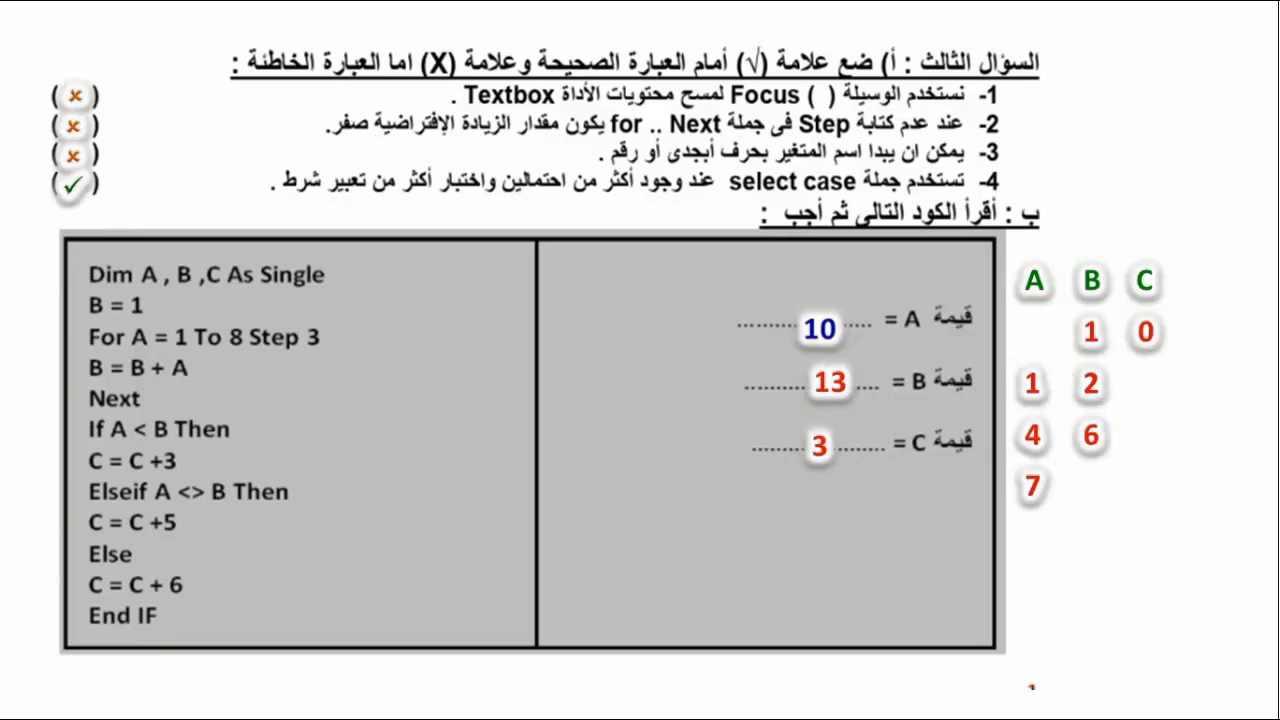 السؤال الثالث : أ) ضع علامة (√) أمام العبارة الصحيحة وعلامة (X) اما العبارة الخاطئة :
1- نستخدم الوسيلة Focus ( ) لمسح محتويات الأداة Textbox . (×)
2- عند عدم كتابة Step فى جملة for .. Next يكون مقدار الزيادة الإفتراضية صفر. (×)
3- يمكن ان يبدا اسم المتغير بحرف أبجدى أو رقم . (×)
4- تستخدم جملة select case عند وجود أكثر من احتمالين واختبار أكثر من تعبير شرط . (✓)
ب : أقرأ الكود التالى ثم أجب :
Dim A , B ,C As Single
B = 1
For A = 1 To 8 Step 3
B = B + A
Next
If A < B Then
C = C +3
Elseif A <> B Then
C = C +5
Else
C = C + 6
End IF
قيمة A = .......... 10 .....
قيمة B = .......... 13 ....
قيمة C = ......... 3 ........
A B C
1 0
1 2
4 6
7